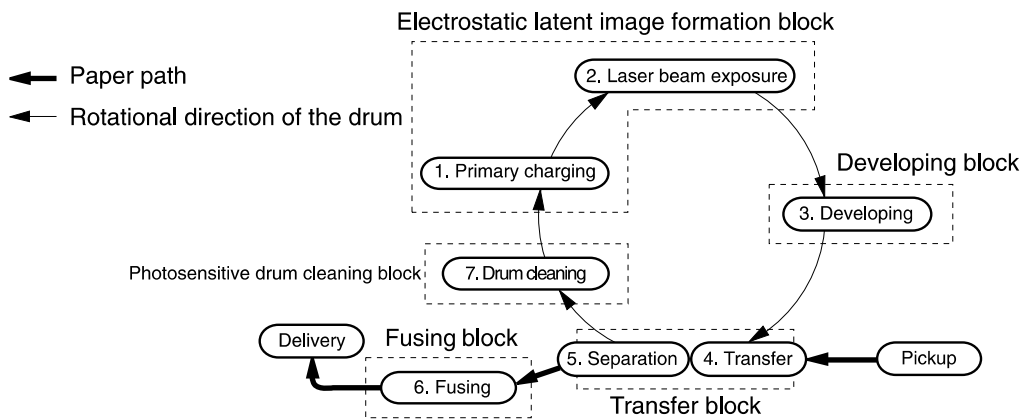 Electrostatic latent image formation block
Paper path
2. Laser beam exposure
Rotational direction of the drum
1. Primary charging
Developing block
3. Developing
Photosensitive drum cleaning block
7. Drum cleaning
Delivery
Fusing block
5. Separation
4. Transfer
Pickup
6. Fusing
Transfer block